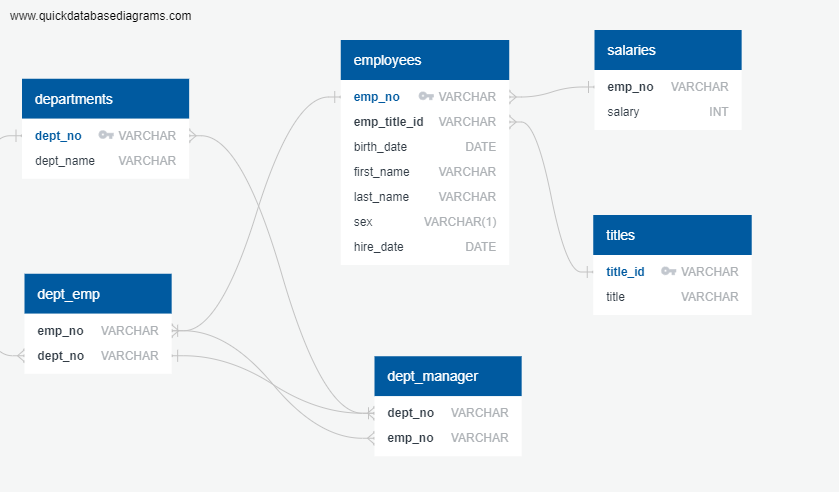 www.quickdatabasediagrams.com
departments
dept_no VARCHAR
dept_name VARCHAR
dept_emp
emp_no VARCHAR
dept_no VARCHAR
employees
emp_no VARCHAR
emp_title_id VARCHAR
birth_date DATE
first_name VARCHAR
last_name VARCHAR
sex VARCHAR(1)
hire_date DATE
dept_manager
dept_no VARCHAR
emp_no VARCHAR
salaries
emp_no VARCHAR
salary INT
titles
title_id VARCHAR
title VARCHAR